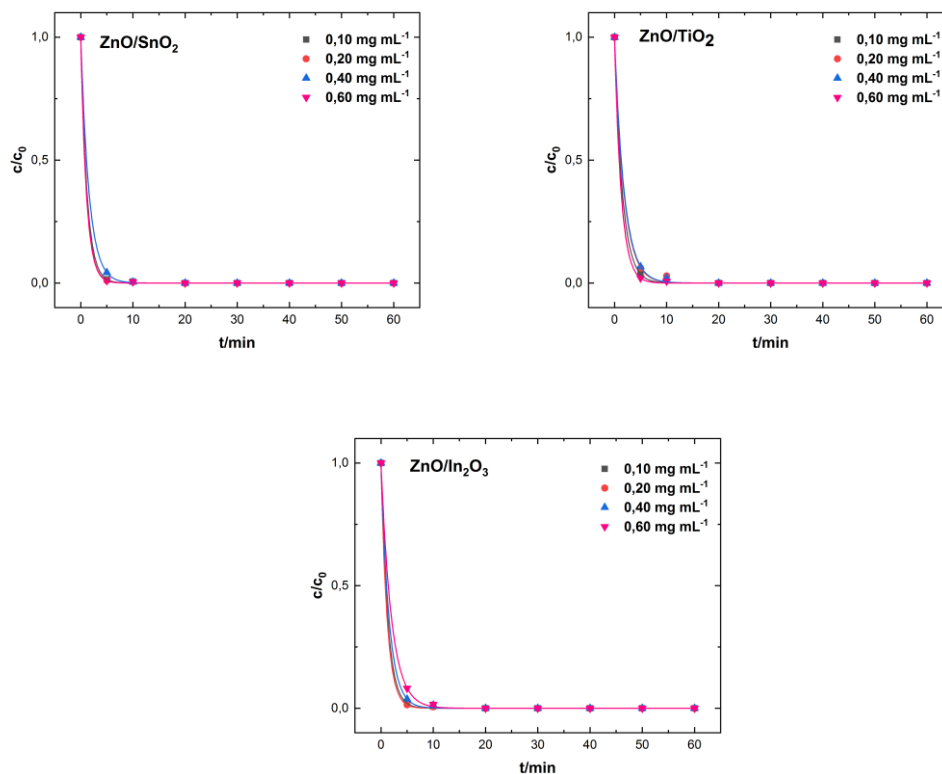 ZnO/SnO₂
0,10 mg mL⁻¹
0,20 mg mL⁻¹
0,40 mg mL⁻¹
0,60 mg mL⁻¹
1,0
0,5
0,0
c/c₀
0 10 20 30 40 50 60
t/min
ZnO/TiO₂
0,10 mg mL⁻¹
0,20 mg mL⁻¹
0,40 mg mL⁻¹
0,60 mg mL⁻¹
1,0
0,5
0,0
c/c₀
0 10 20 30 40 50 60
t/min
ZnO/In₂O₃
0,10 mg mL⁻¹
0,20 mg mL⁻¹
0,40 mg mL⁻¹
0,60 mg mL⁻¹
1,0
0,5
0,0
c/c₀
0 10 20 30 40 50 60
t/min